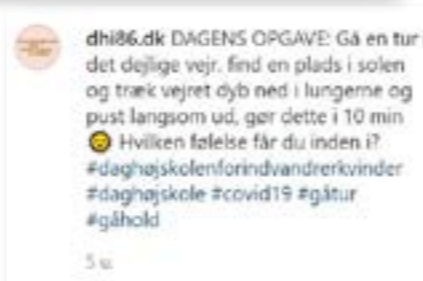 dhi86.dk DAGENS OPGAVE: Gå en tur
det dejlige vejr. find en plads i solen
og træk vejret dyb ned i lungerne og
pust langsom ud, gør dette i 10 min
😌 Hvilken følelse får du inden i?
#daghøjskolenforindvandrerkvinder
#daghøjskole #covid19 #gåtur
#gåhold
5 u.